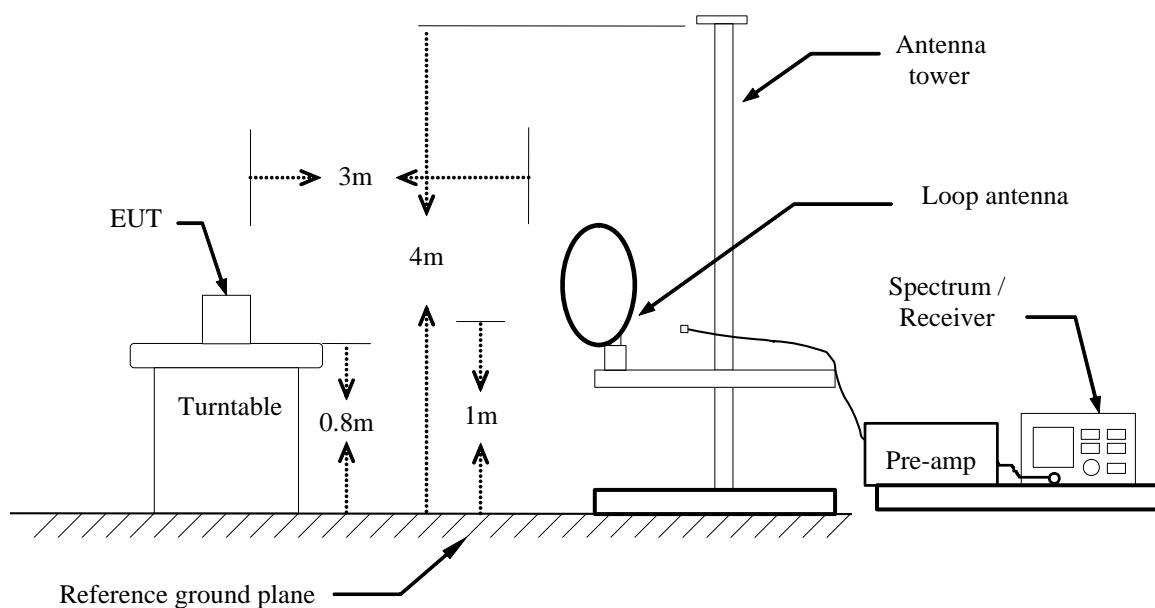 Antenna
tower
3m
Loop antenna
EUT
4m
Spectrum /
Receiver
Turntable
0.8m
1m
Pre-amp
Reference ground plane